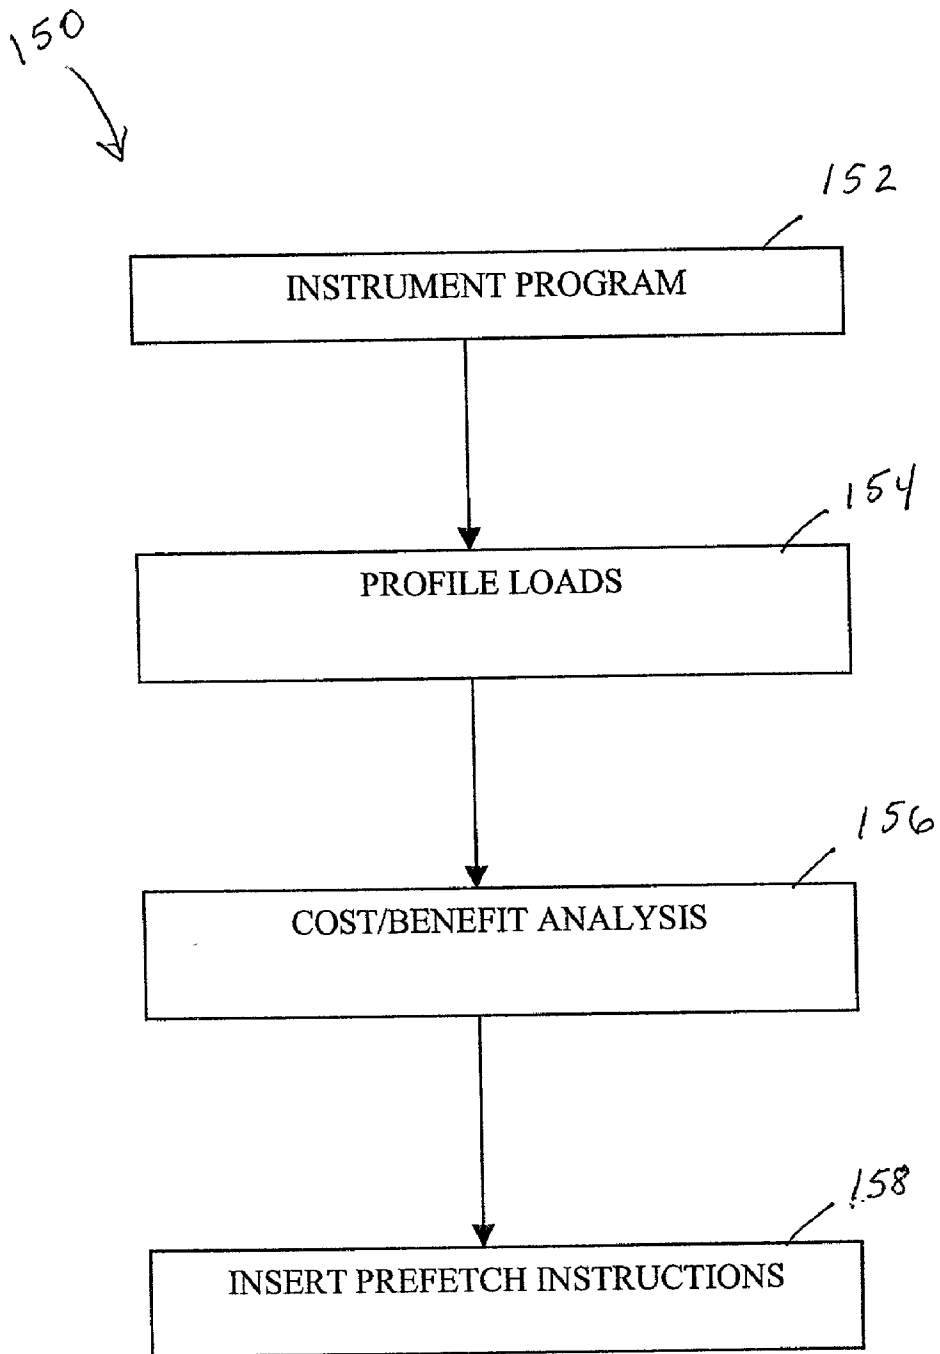 150
152
INSTRUMENT PROGRAM
154
PROFILE LOADS
156
COST/BENEFIT ANALYSIS
158
INSERT PREFETCH INSTRUCTIONS